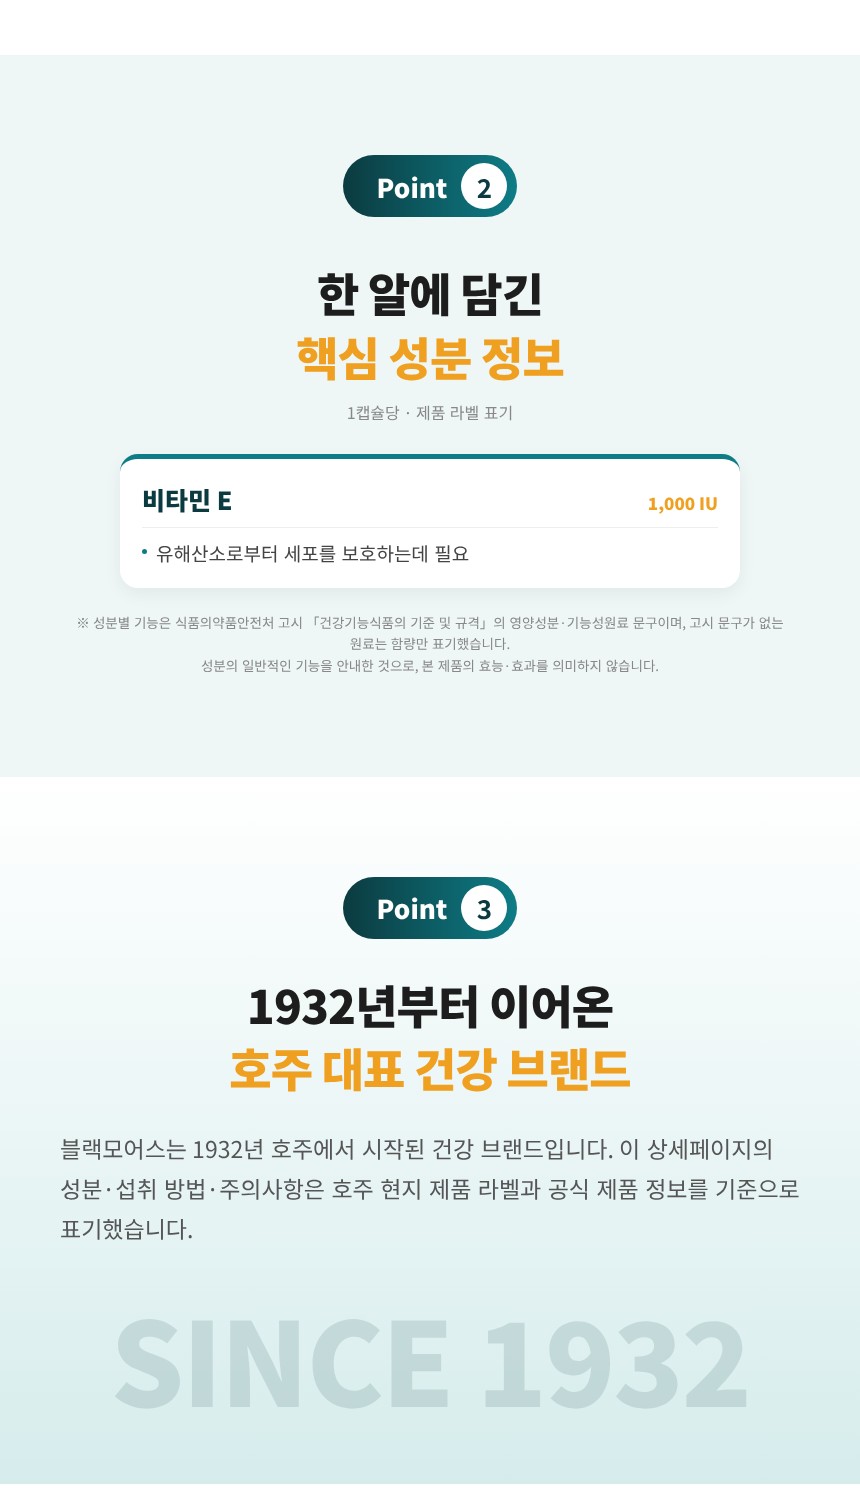 Point 2
한 알에 담긴
핵심 성분 정보
1캡슐당 · 제품 라벨 표기
비타민 E 1,000 IU
• 유해산소로부터 세포를 보호하는데 필요
※ 성분별 기능은 식품의약품안전처 고시 「건강기능식품의 기준 및 규격」의 영양성분·기능성원료 문구이며, 고시 문구가 없는
원료는 함량만 표기했습니다.
성분의 일반적인 기능을 안내한 것으로, 본 제품의 효능·효과를 의미하지 않습니다.
Point 3
1932년부터 이어온
호주 대표 건강 브랜드
블랙모어스는 1932년 호주에서 시작된 건강 브랜드입니다. 이 상세페이지의
성분·섭취 방법·주의사항은 호주 현지 제품 라벨과 공식 제품 정보를 기준으로
표기했습니다.
SINCE 1932